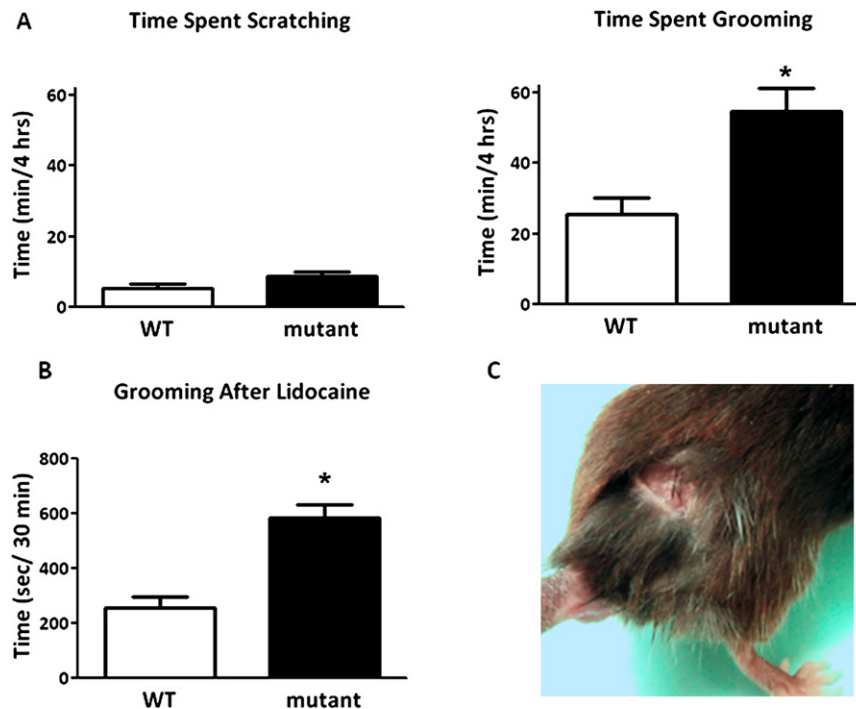 A
Time Spent Scratching
Time (min/4 hrs)
60
40
20
0
WT mutant
Time Spent Grooming
Time (min/4 hrs)
60
40
20
0
*
WT mutant
B
Grooming After Lidocaine
Time (sec/ 30 min)
800
600
400
200
0
*
WT mutant
C